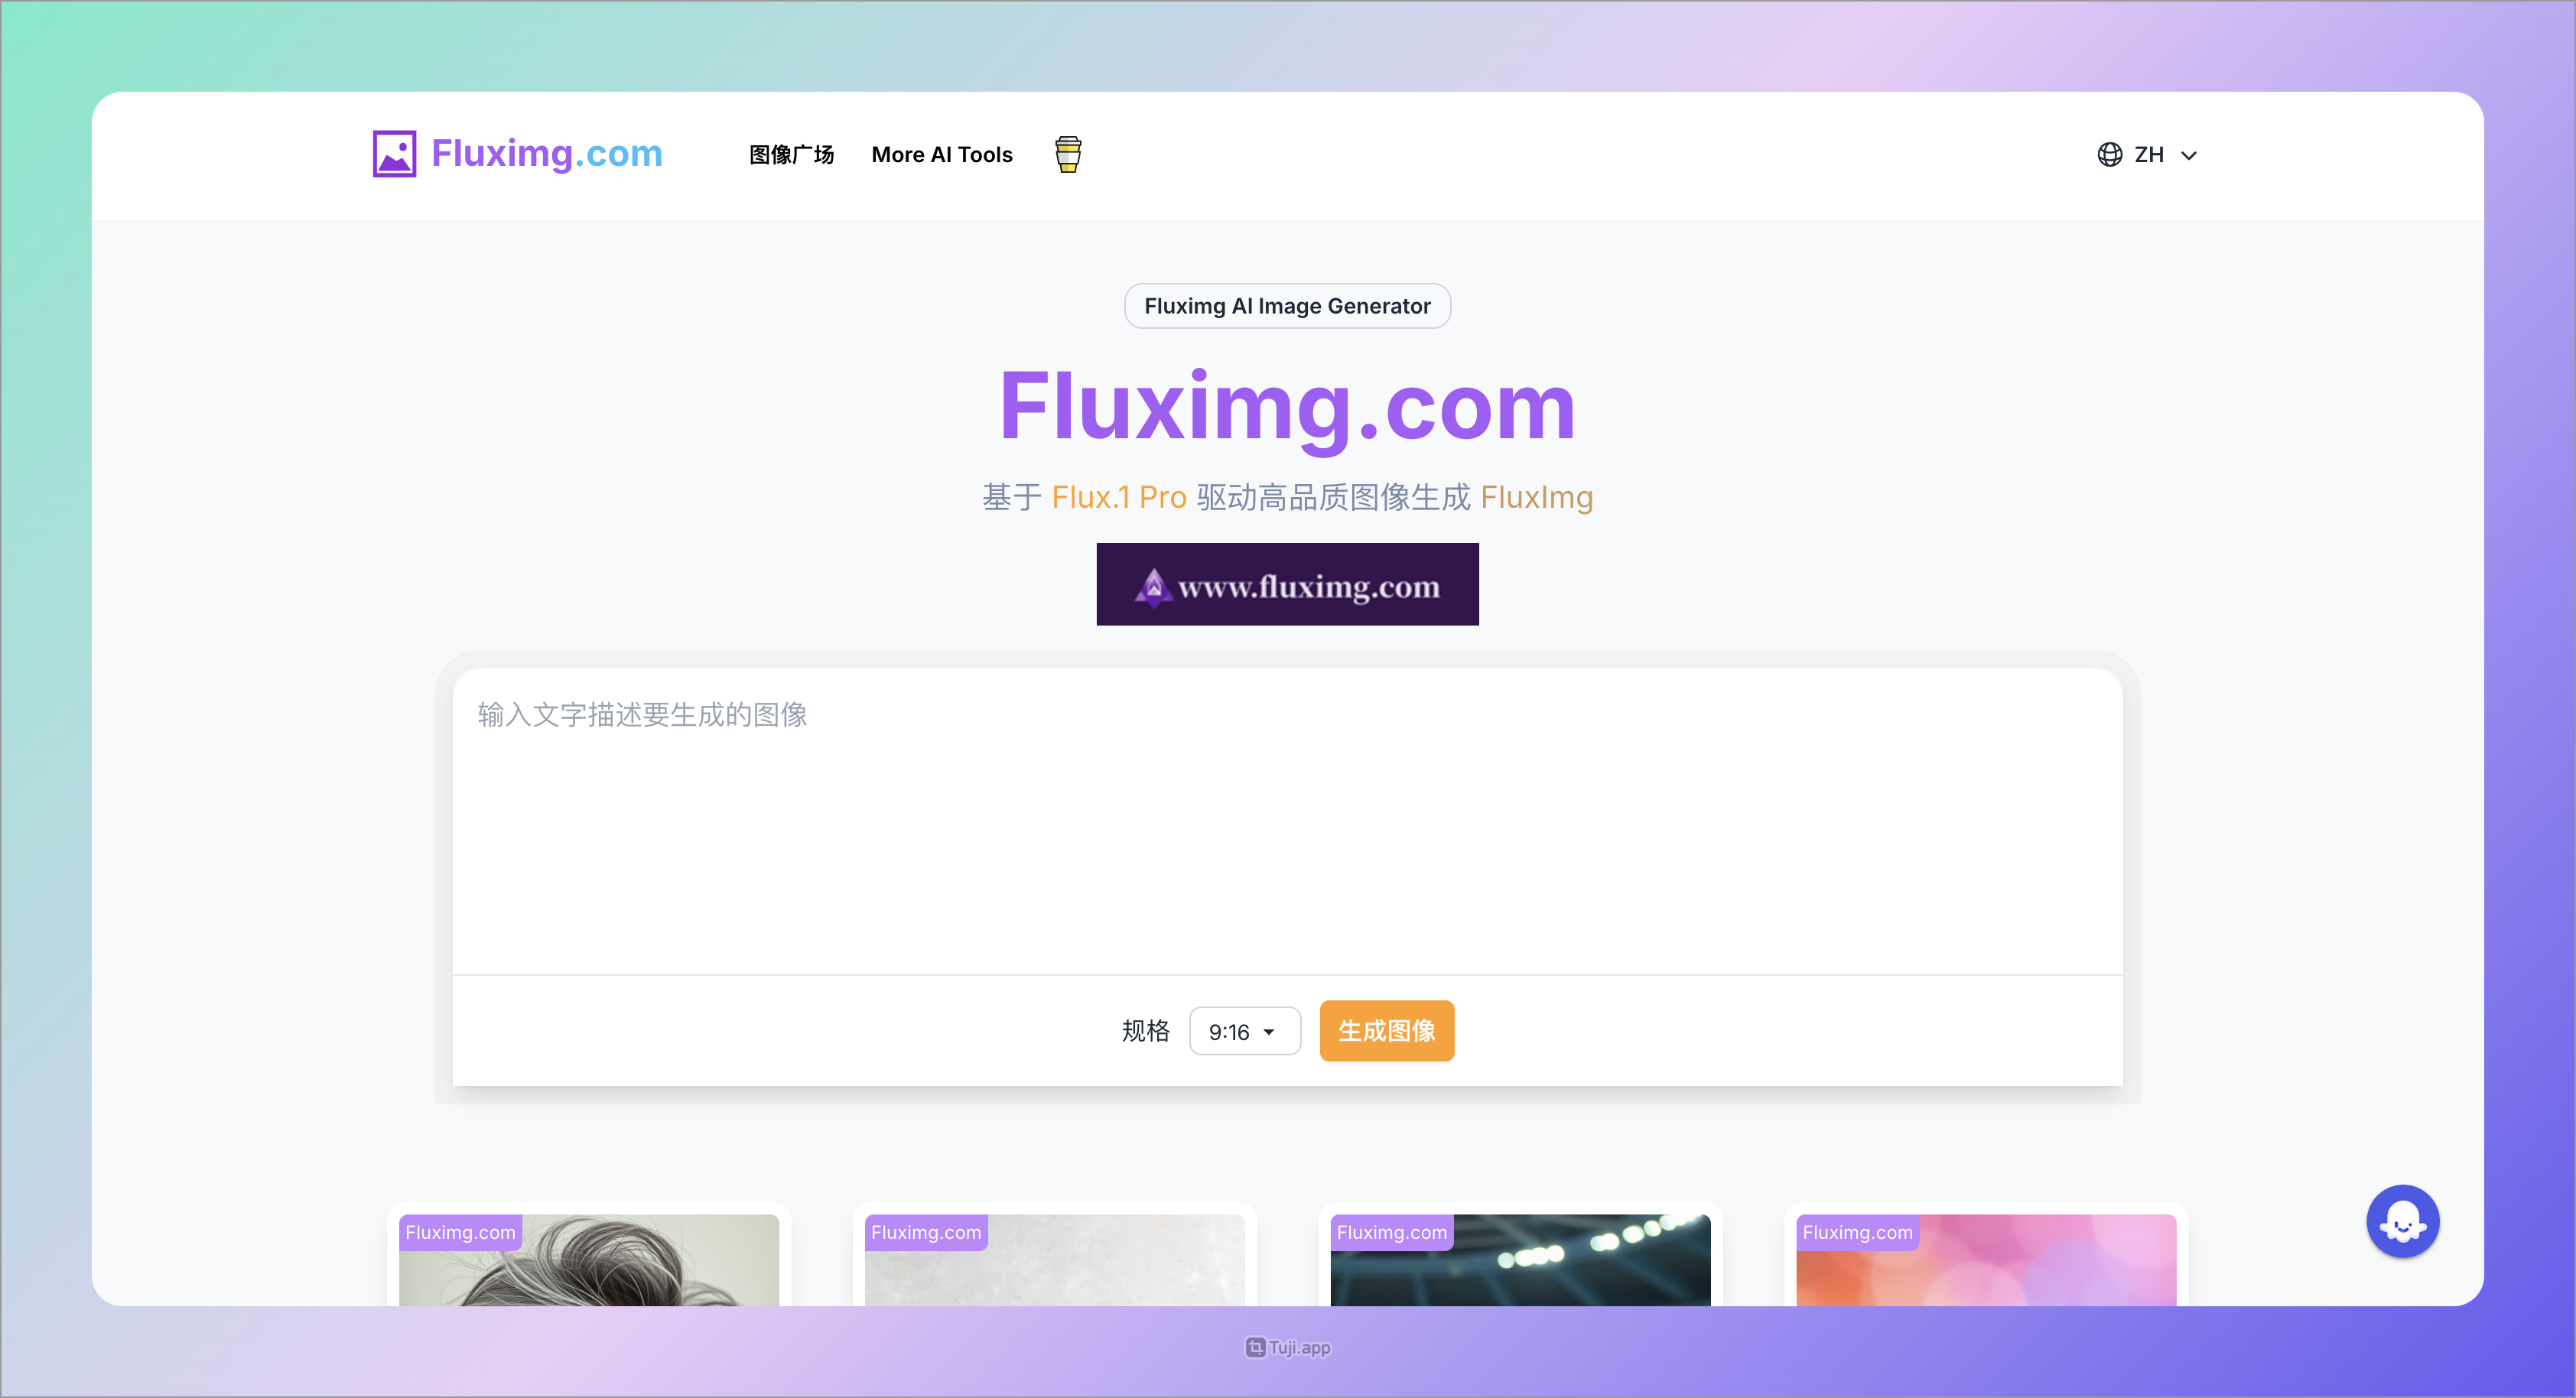 Fluximg.com
图像广场
More AI Tools
ZH
Fluximg AI Image Generator
Fluximg.com
基于 Flux.1 Pro 驱动高品质图像生成 FluxImg
www.fluximg.com
输入文字描述要生成的图像
规格
9:16
生成图像
Fluximg.com
Fluximg.com
Fluximg.com
Fluximg.com
Tuji.app